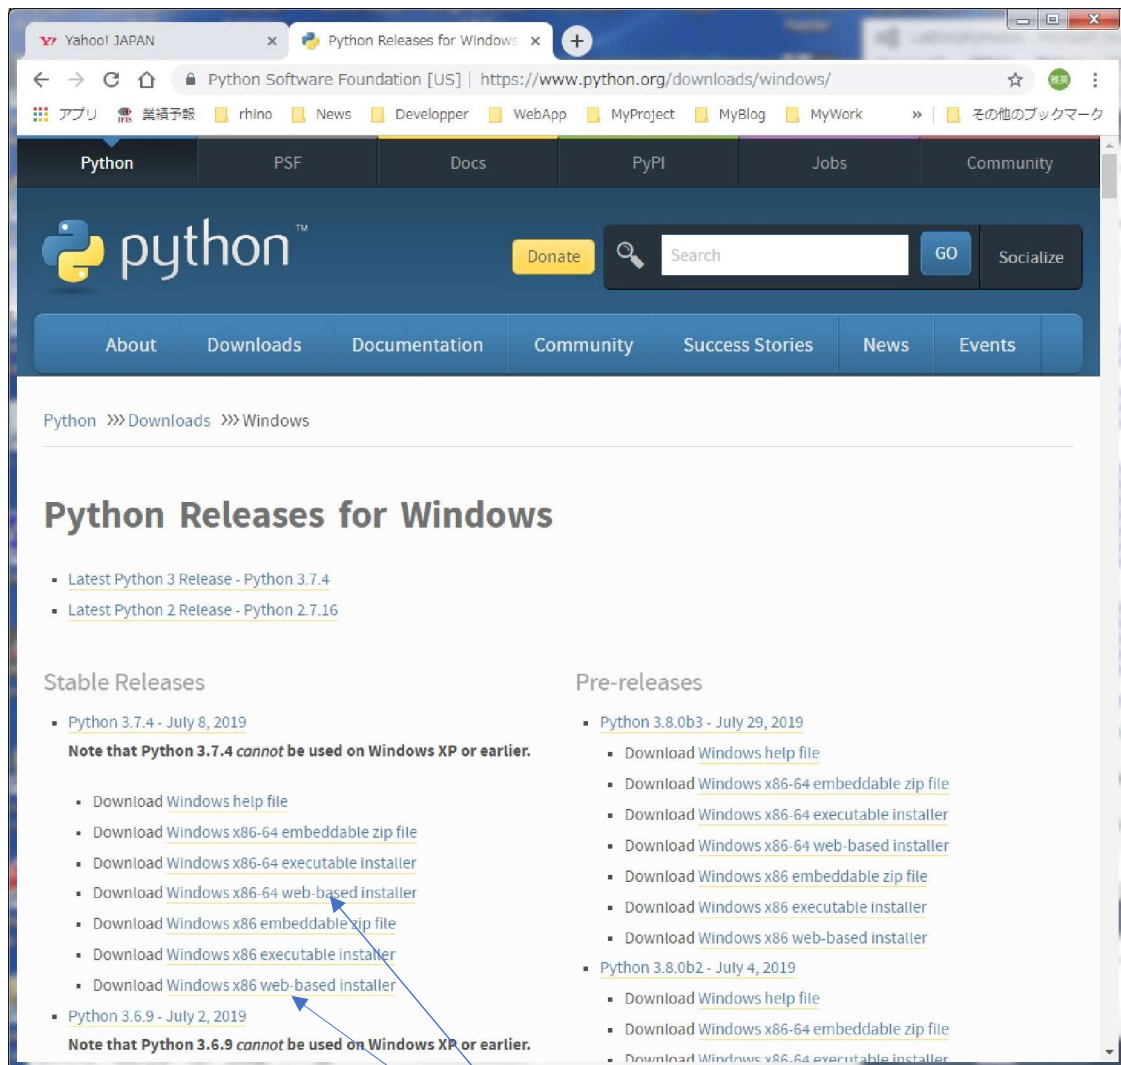 Yahoo! JAPAN
Python Releases for Windows
Python Software Foundation [US] | https://www.python.org/downloads/windows/
雅英
アプリ 業績予報 rhino News Developper WebApp MyProject MyBlog MyWork » その他のブックマーク
Python PSF Docs PyPI Jobs Community
python™
Donate Search GO Socialize
About Downloads Documentation Community Success Stories News Events
Python >>> Downloads >>> Windows
Python Releases for Windows
Latest Python 3 Release - Python 3.7.4
Latest Python 2 Release - Python 2.7.16
Stable Releases
Python 3.7.4 - July 8, 2019
Note that Python 3.7.4 cannot be used on Windows XP or earlier.
Download Windows help file
Download Windows x86-64 embeddable zip file
Download Windows x86-64 executable installer
Download Windows x86-64 web-based installer
Download Windows x86 embeddable zip file
Download Windows x86 executable installer
Download Windows x86 web-based installer
Python 3.6.9 - July 2, 2019
Note that Python 3.6.9 cannot be used on Windows XP or earlier.
Pre-releases
Python 3.8.0b3 - July 29, 2019
Download Windows help file
Download Windows x86-64 embeddable zip file
Download Windows x86-64 executable installer
Download Windows x86-64 web-based installer
Download Windows x86 embeddable zip file
Download Windows x86 executable installer
Download Windows x86 web-based installer
Python 3.8.0b2 - July 4, 2019
Download Windows help file
Download Windows x86-64 embeddable zip file
Download Windows x86-64 executable installer